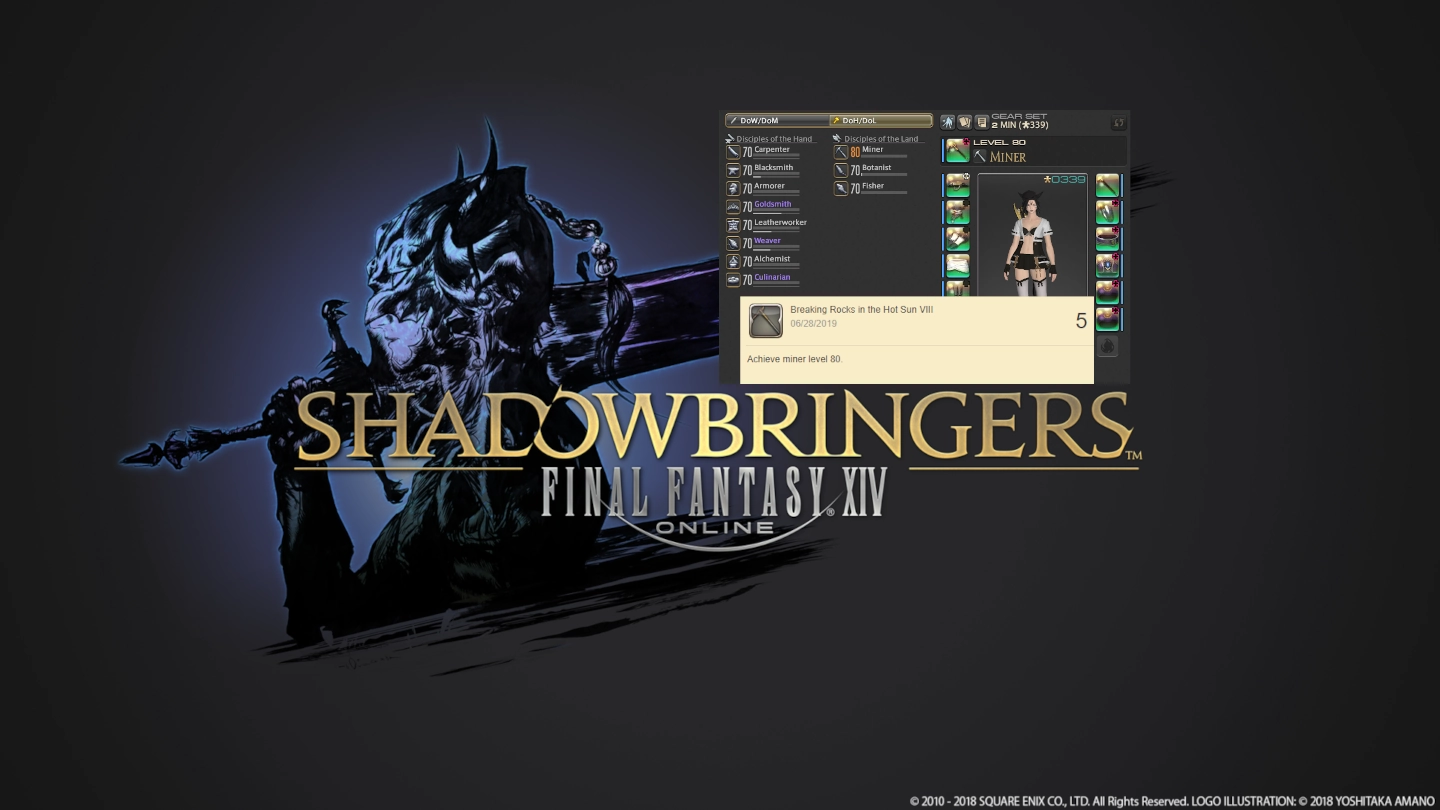 DoW/DoM DoH/DoL
Disciples of the Hand
70 Carpenter
70 Blacksmith
70 Armorer
70 Goldsmith
70 Leatherworker
70 Weaver
70 Alchemist
70 Culinarian
Disciples of the Land
80 Miner
70 Botanist
70 Fisher
GEAR SET
2 MIN (339)
LEVEL 80
MINER
0339
Breaking Rocks in the Hot Sun VIII
06/28/2019
5
Achieve miner level 80.
SHADOWBRINGERS™
FINAL FANTASY® XIV
ONLINE
© 2010 - 2018 SQUARE ENIX CO., LTD. All Rights Reserved. LOGO ILLUSTRATION: © 2018 YOSHITAKA AMANO